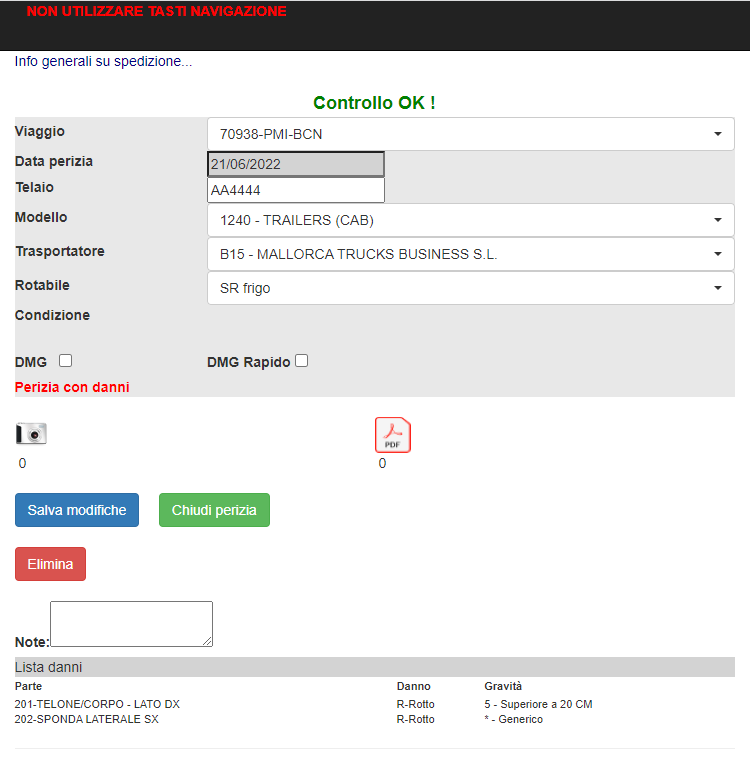 NON UTILIZZARE TASTI NAVIGAZIONE
Info generali su spedizione...
Controllo OK !
Viaggio 70938-PMI-BCN
Data perizia 21/06/2022
Telaio AA4444
Modello 1240 - TRAILERS (CAB)
Trasportatore B15 - MALLORCA TRUCKS BUSINESS S.L.
Rotabile SR frigo
Condizione
DMG DMG Rapido
Perizia con danni
PDF
0 0
Salva modifiche Chiudi perizia
Elimina
Note:
Lista danni
Parte Danno Gravità
201-TELONE/CORPO - LATO DX R-Rotto 5 - Superiore a 20 CM
202-SPONDA LATERALE SX R-Rotto * - Generico